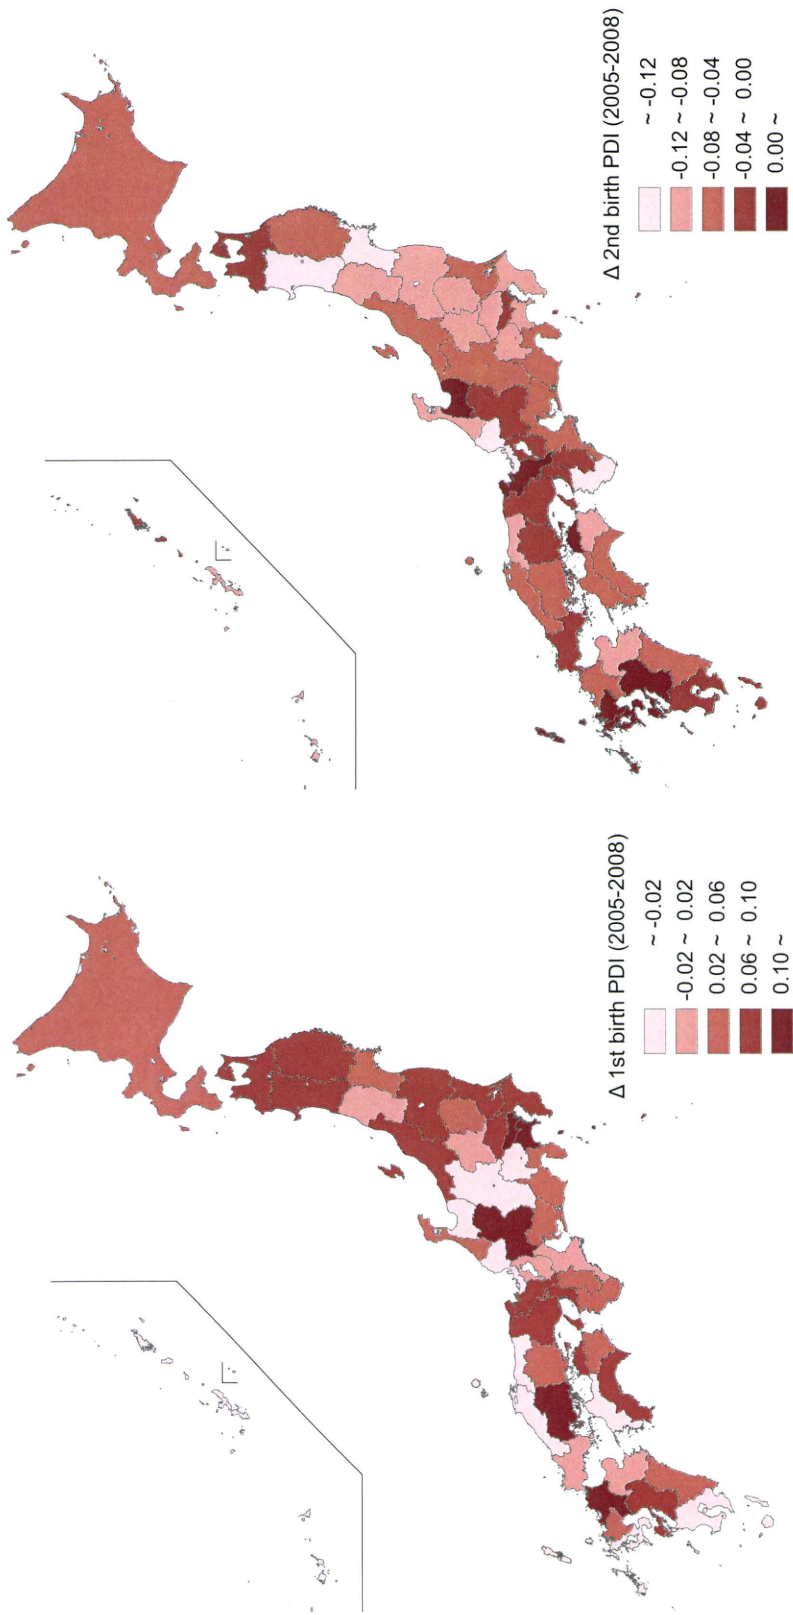 Δ 2nd birth PDI (2005-2008)
~ -0.12
-0.12 ~ -0.08
-0.08 ~ -0.04
-0.04 ~ 0.00
0.00 ~
Δ 1st birth PDI (2005-2008)
~ -0.02
-0.02 ~ 0.02
0.02 ~ 0.06
0.06 ~ 0.10
0.10 ~